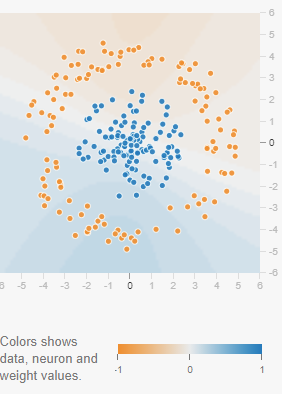 6
5
4
3
2
1
0
-1
-2
-3
-4
-5
-6
6 -5 -4 -3 -2 -1 0 1 2 3 4 5 6
Colors shows
data, neuron and
weight values.
-1 0 1